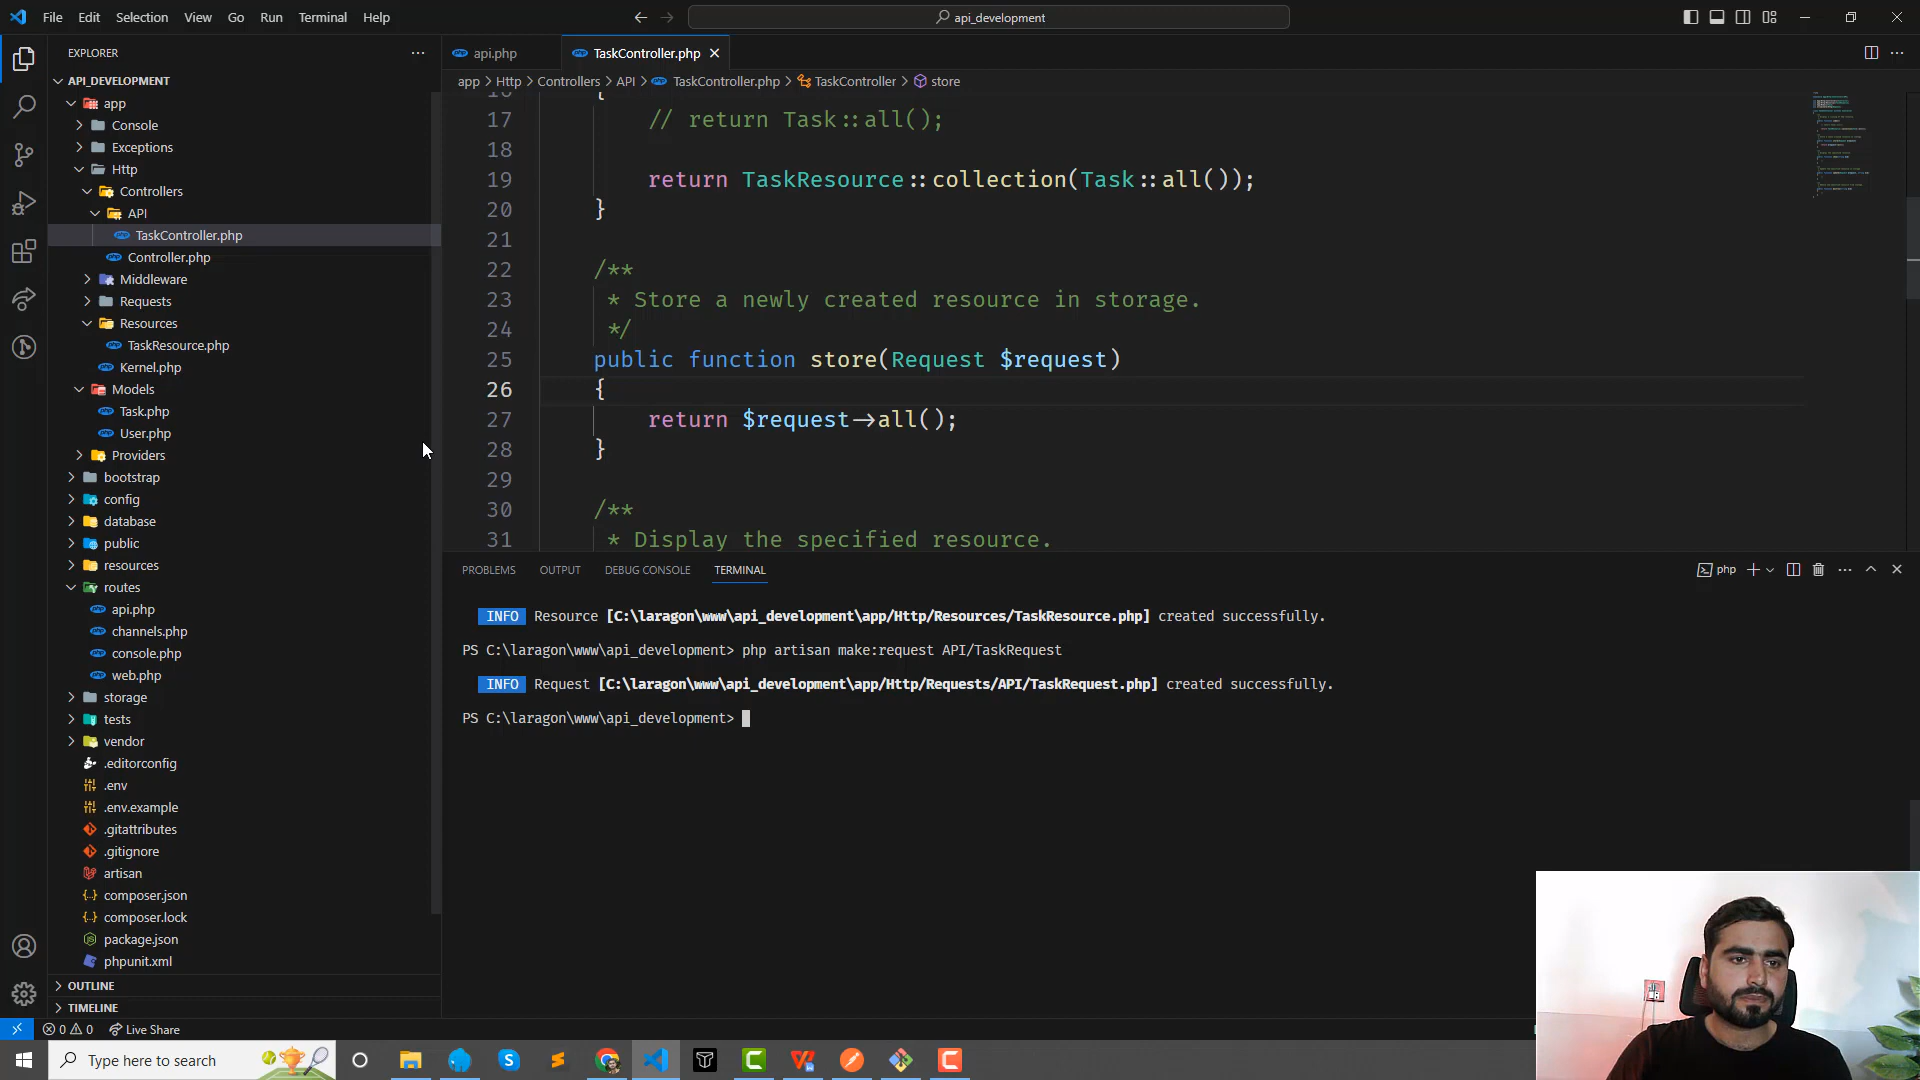 File Edit Selection View Go Run Terminal Help
api_development
EXPLORER
API_DEVELOPMENT
app
Console
Exceptions
Http
Controllers
API
TaskController.php
Controller.php
Middleware
Requests
Resources
TaskResource.php
Kernel.php
Models
Task.php
User.php
Providers
bootstrap
config
database
public
resources
routes
api.php
channels.php
console.php
web.php
storage
tests
vendor
.editorconfig
.env
.env.example
.gitattributes
.gitignore
artisan
composer.json
composer.lock
package.json
phpunit.xml
OUTLINE
TIMELINE
api.php TaskController.php
app > Http > Controllers > API > TaskController.php > TaskController > store
16 {
17 // return Task::all();
18
19 return TaskResource::collection(Task::all());
20 }
21
22 /**
23 * Store a newly created resource in storage.
24 */
25 public function store(Request $request)
26 {
27 return $request->all();
28 }
29
30 /**
31 * Display the specified resource.
PROBLEMS OUTPUT DEBUG CONSOLE TERMINAL
php
INFO Resource [C:\laragon\www\api_development\app/Http/Resources/TaskResource.php] created successfully.
PS C:\laragon\www\api_development> php artisan make:request API/TaskRequest
INFO Request [C:\laragon\www\api_development\app/Http/Requests/API/TaskRequest.php] created successfully.
PS C:\laragon\www\api_development>
0 0 Live Share
Type here to search